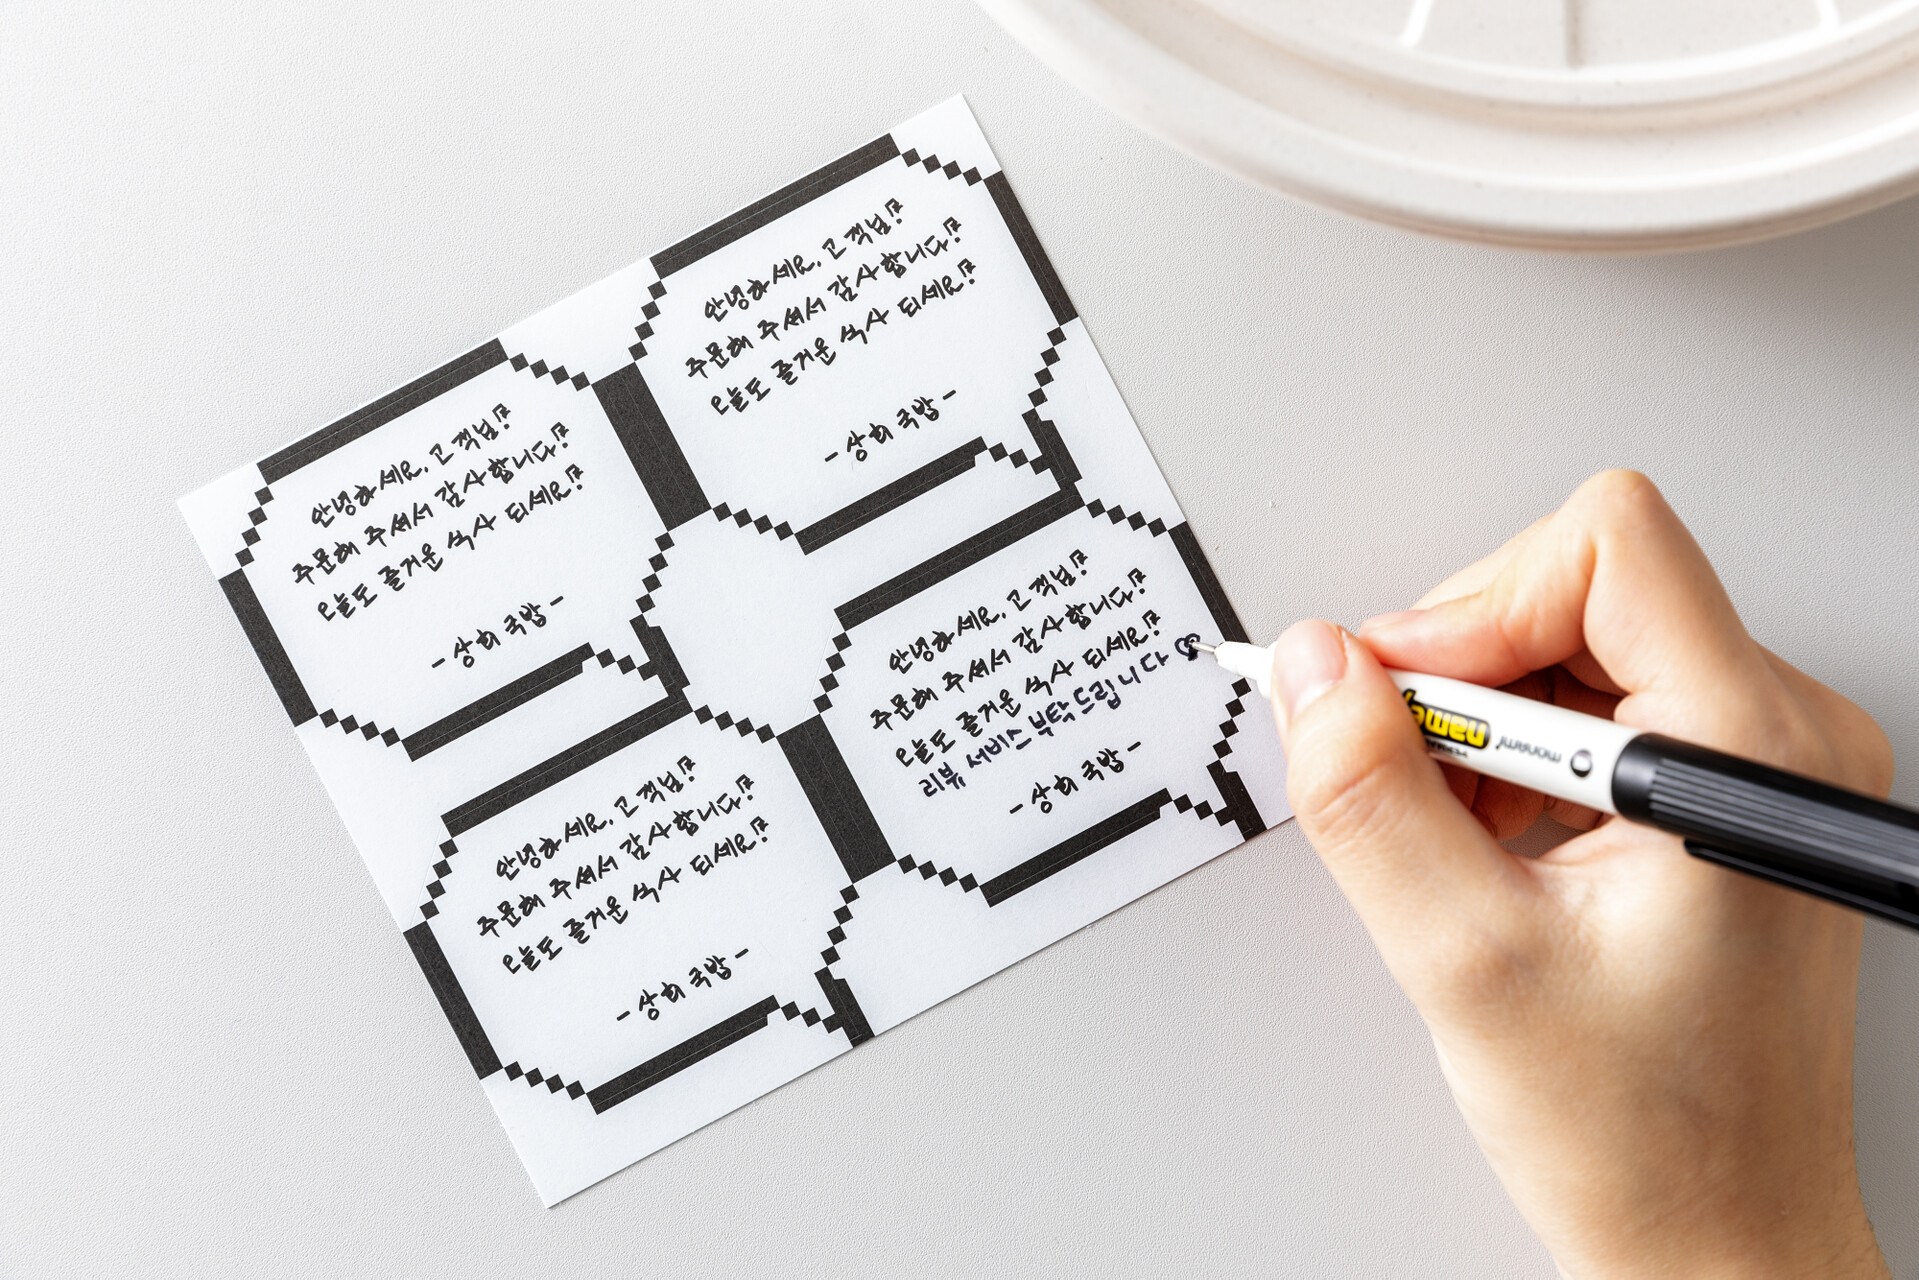 안녕하세요, 고객님!
주문해 주셔서 감사합니다!
오늘도 즐거운 식사 되세요!
- 상회 국밥 -
안녕하세요, 고객님!
주문해 주셔서 감사합니다!
오늘도 즐거운 식사 되세요!
- 상회 국밥 -
안녕하세요, 고객님!
주문해 주셔서 감사합니다!
오늘도 즐거운 식사 되세요!
- 상회 국밥 -
안녕하세요, 고객님!
주문해 주셔서 감사합니다!
오늘도 즐거운 식사 되세요!
리뷰 서비스 부탁드립니다 ♡
- 상회 국밥 -
monami
namey